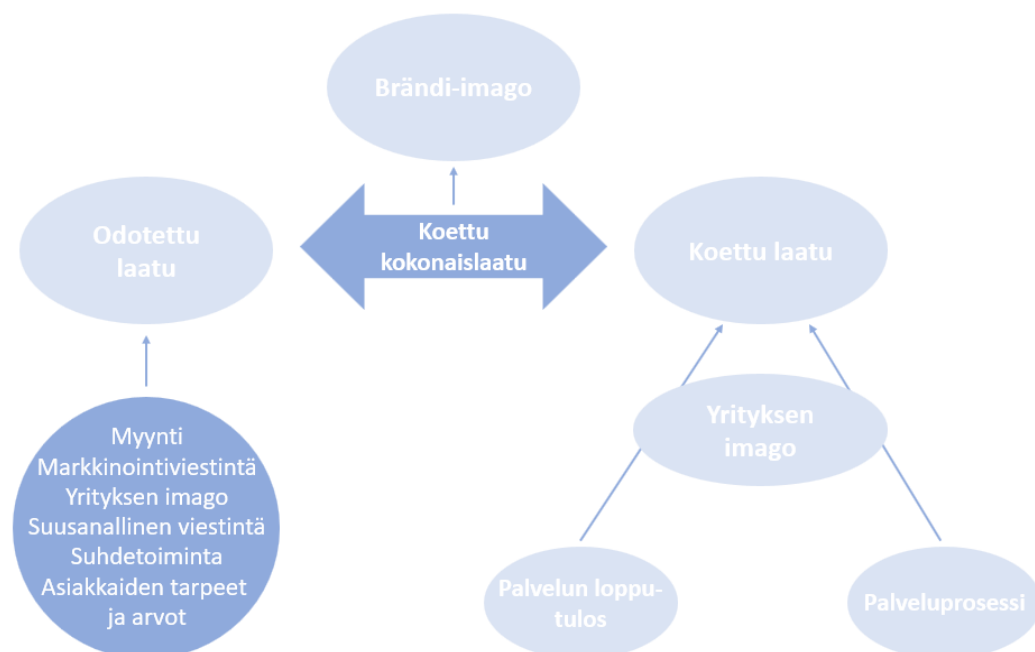 Brändi-imago
Odotettu
laatu
Koettu
kokonaislaatu
Koettu laatu
Myynti
Markkinointiviestintä
Yrityksen imago
Suusanallinen viestintä
Suhdetoiminta
Asiakkaiden tarpeet
ja arvot
Yrityksen
imago
Palvelun loppu-
tulos
Palveluprosessi